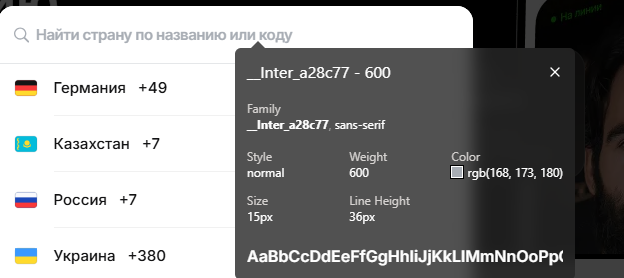 На линии
Найти страну по названию или коду
Германия +49
Казахстан +7
Россия +7
Украина +380
__Inter_a28c77 - 600
Family
__Inter_a28c77, sans-serif
Style Weight Color
normal 600 rgb(168, 173, 180)
Size Line Height
15px 36px
AaBbCcDdEeFfGgHhIiJjKkLlMmNnOoPp